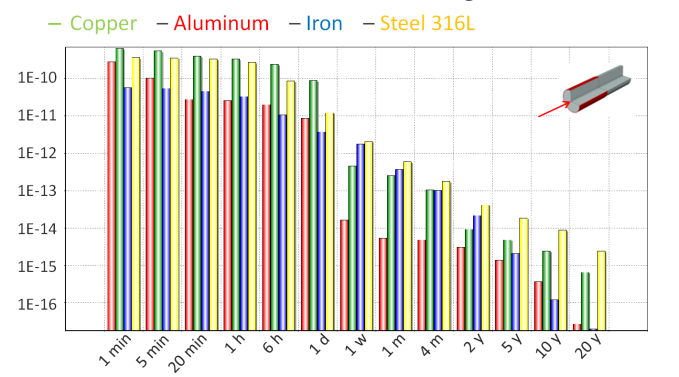 – Copper – Aluminum – Iron – Steel 316L
1E-10
1E-11
1E-12
1E-13
1E-14
1E-15
1E-16
1 min 5 min 20 min 1 h 6 h 1 d 1 w 1 m 4 m 2 y 5 y 10 y 20 y